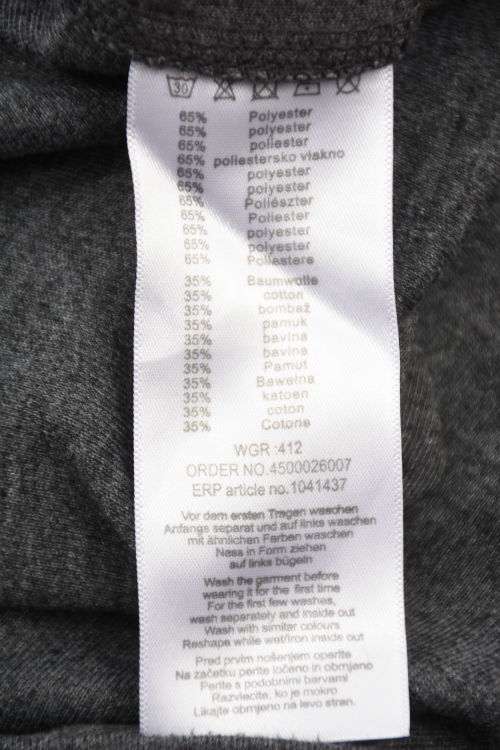 30
65% Polyester
65% polyester
65% poliester
65% poliestersko vlakno
65% polyester
65% polyester
65% Poliészter
65% Poliester
65% polyester
65% polyester
65% Poliestere
35% Baumwolle
35% cotton
35% bombaž
35% pamuk
35% bavlna
35% bavlna
35% Pamut
35% Bawełna
35% katoen
35% coton
35% Cotone
WGR :412
ORDER NO.4500026007
ERP article no.1041437
Vor dem ersten Tragen waschen
Anfangs separat und auf links waschen
mit ähnlichen Farben waschen
Nass in Form ziehen
auf links bügeln
Wash the garment before
wearing it for the first time
For the first few washes,
wash separately and inside out
Wash with similar colours
Reshape while wet/iron inside out
Pred prvim nošenjem operite
Na začetku perite ločeno in obrnjeno
Perite s podobnimi barvami
Razvlecite, ko je mokro
Likajte obrnjeno na levo stran.